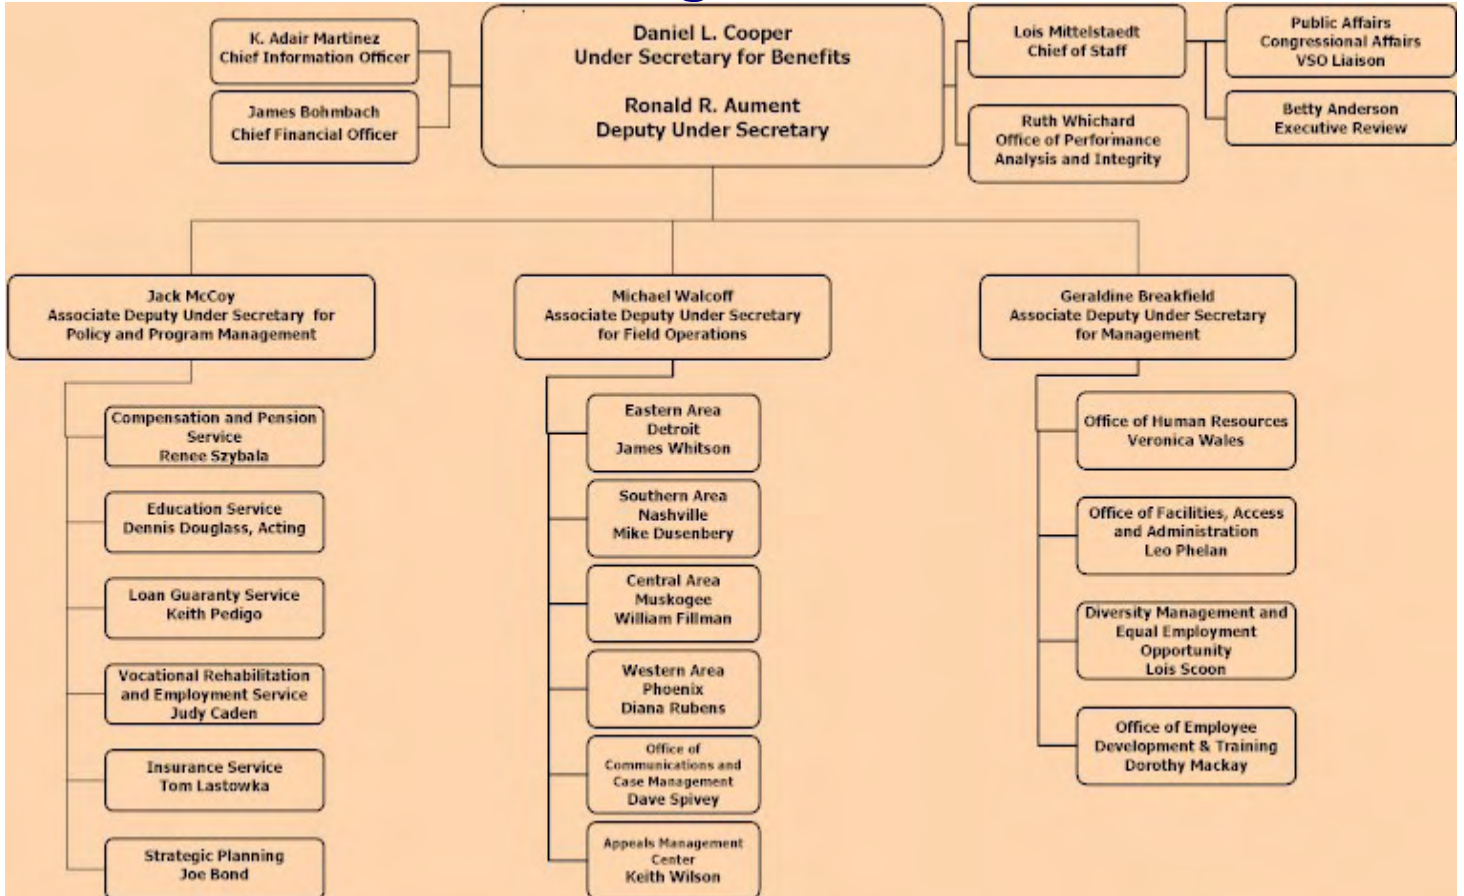 K. Adair Martinez
Chief Information Officer
James Bohmbach
Chief Financial Officer
Daniel L. Cooper
Under Secretary for Benefits
Ronald R. Aument
Deputy Under Secretary
Lois Mittelstaedt
Chief of Staff
Ruth Whichard
Office of Performance
Analysis and Integrity
Public Affairs
Congressional Affairs
VSO Liaison
Betty Anderson
Executive Review
Jack McCoy
Associate Deputy Under Secretary for
Policy and Program Management
Compensation and Pension
Service
Renee Szybala
Education Service
Dennis Douglass, Acting
Loan Guaranty Service
Keith Pedigo
Vocational Rehabilitation
and Employment Service
Judy Caden
Insurance Service
Tom Lastowka
Strategic Planning
Joe Bond
Michael Walcoff
Associate Deputy Under Secretary
for Field Operations
Eastern Area
Detroit
James Whitson
Southern Area
Nashville
Mike Dusenbery
Central Area
Muskogee
William Fillman
Western Area
Phoenix
Diana Rubens
Office of
Communications and
Case Management
Dave Spivey
Appeals Management
Center
Keith Wilson
Geraldine Breakfield
Associate Deputy Under Secretary
for Management
Office of Human Resources
Veronica Wales
Office of Facilities, Access
and Administration
Leo Phelan
Diversity Management and
Equal Employment
Opportunity
Lois Scoon
Office of Employee
Development & Training
Dorothy Mackay